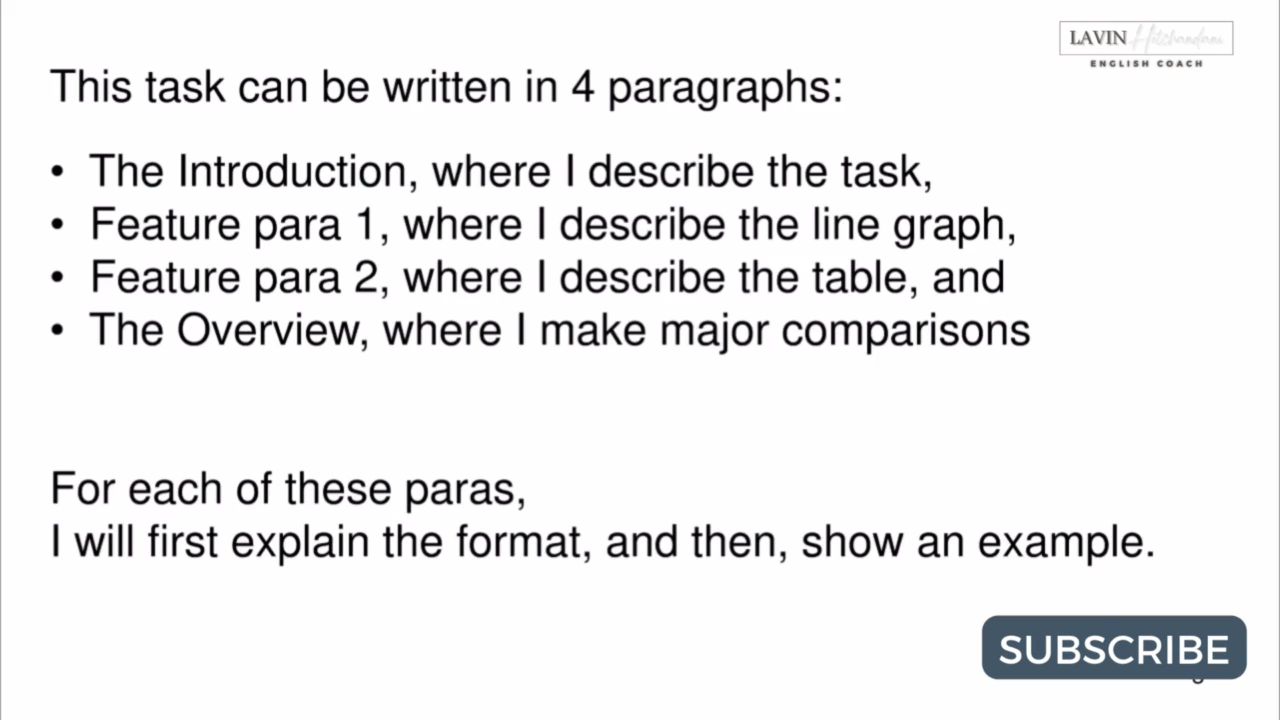 LAVIN Hitchandani
ENGLISH COACH
This task can be written in 4 paragraphs:
• The Introduction, where I describe the task,
• Feature para 1, where I describe the line graph,
• Feature para 2, where I describe the table, and
• The Overview, where I make major comparisons
For each of these paras,
I will first explain the format, and then, show an example.
SUBSCRIBE